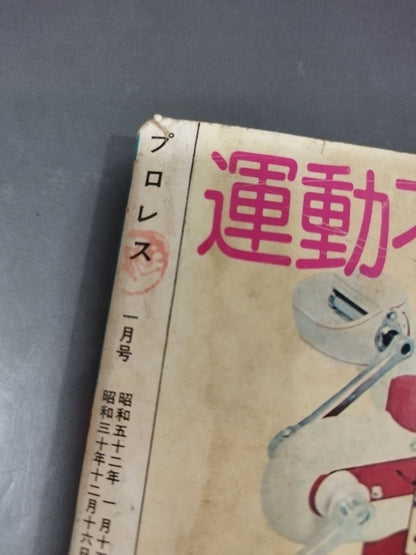 プロレス
一月号
昭和五十二年一月十
昭和三十年十二月十六日
運動